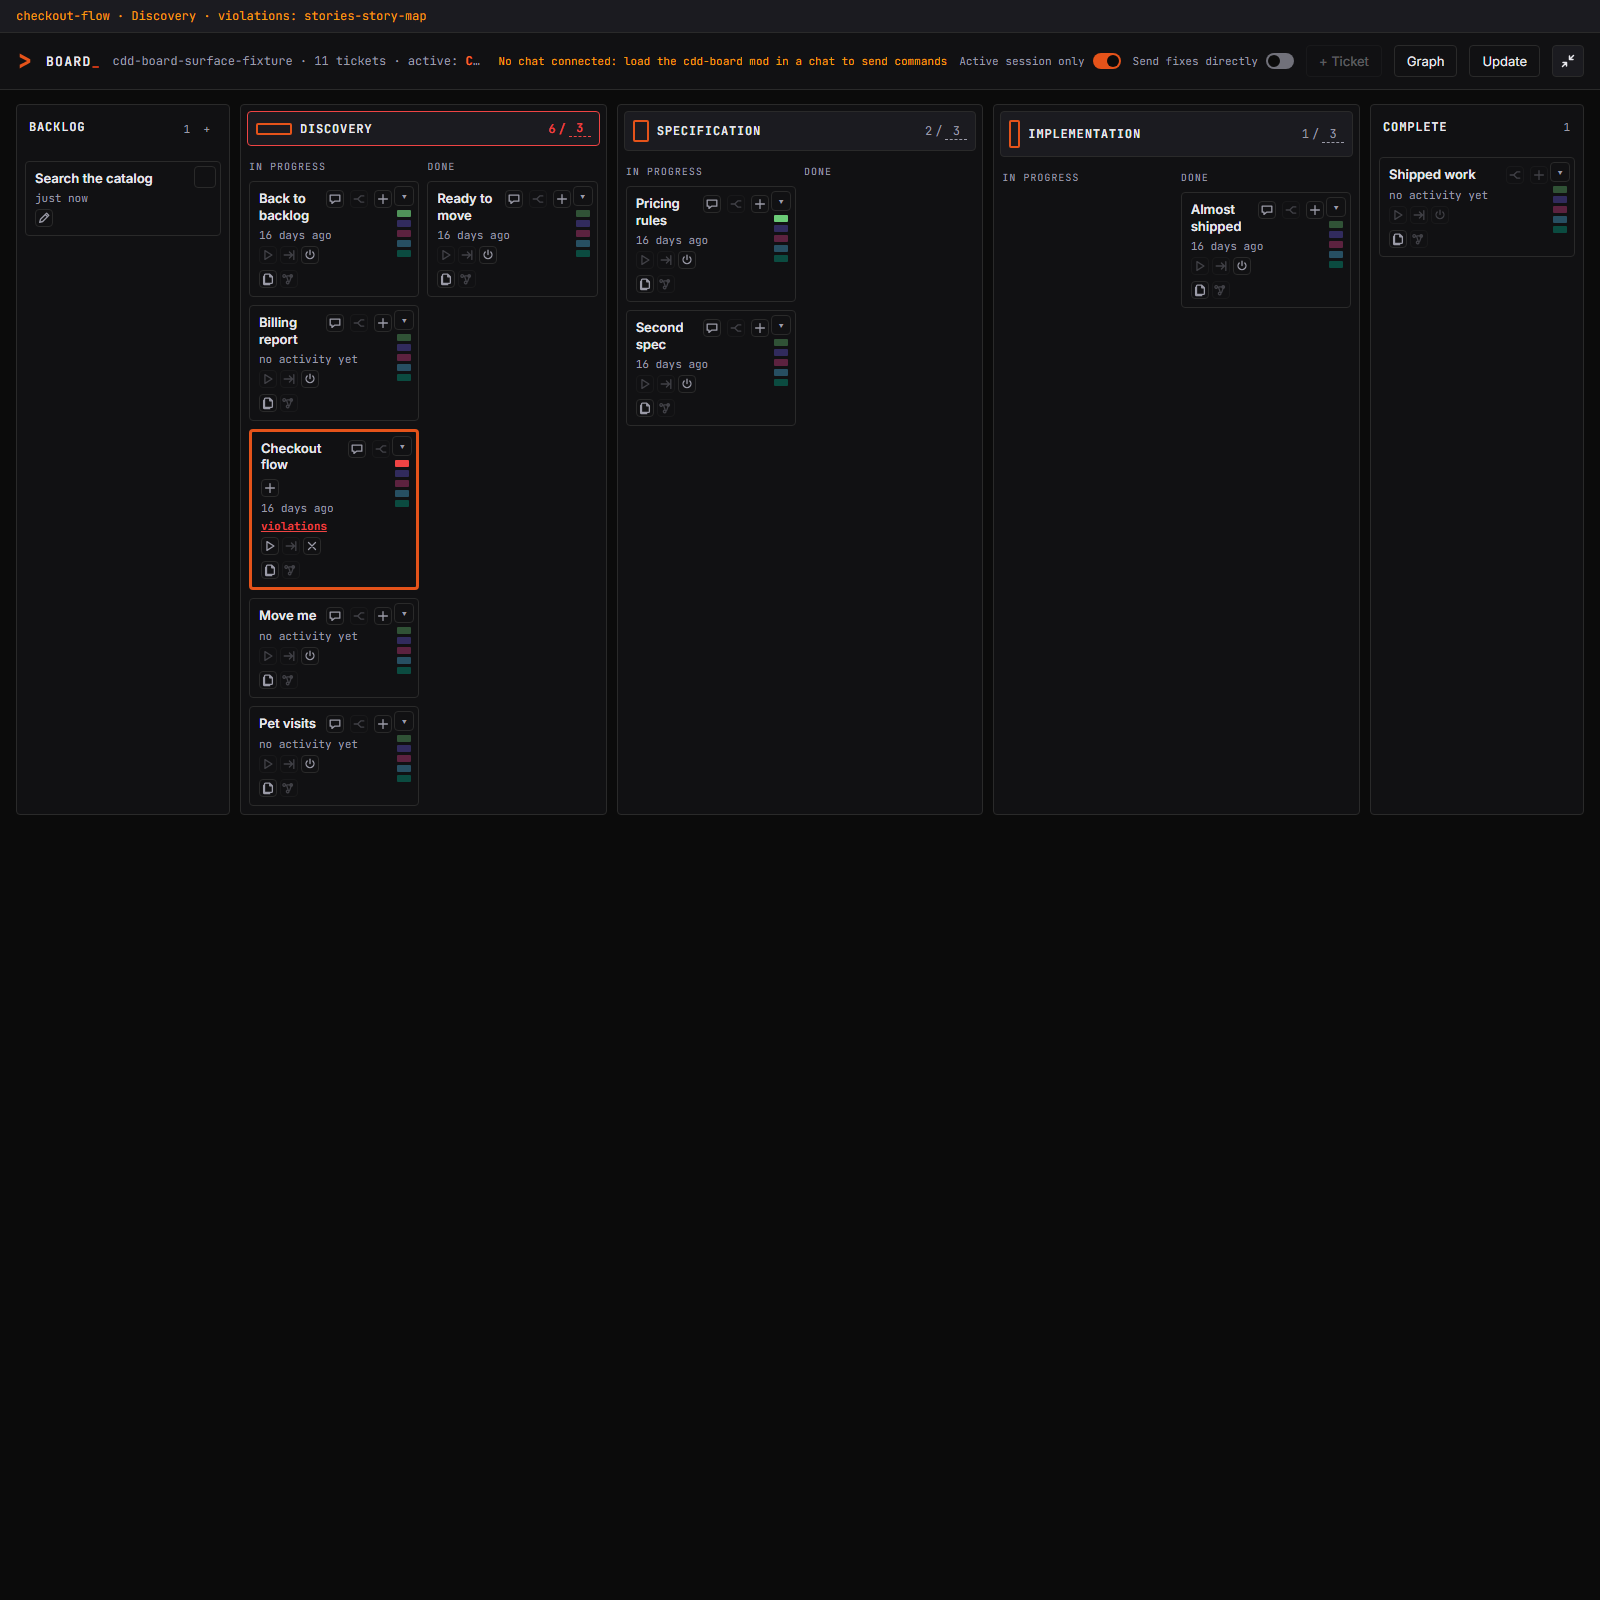 checkout-flow · Discovery · violations: stories-story-map
> BOARD_ cdd-board-surface-fixture · 11 tickets · active: C… No chat connected: load the cdd-board mod in a chat to send commands Active session only Send fixes directly + Ticket Graph Update
BACKLOG 1 +
Search the catalog
just now
DISCOVERY 6 / 3
IN PROGRESS
Back to
backlog
16 days ago
Billing
report
no activity yet
Checkout
flow
16 days ago
violations
Move me
no activity yet
Pet visits
no activity yet
DONE
Ready to
move
16 days ago
SPECIFICATION 2 / 3
IN PROGRESS
Pricing
rules
16 days ago
Second
spec
16 days ago
DONE
IMPLEMENTATION 1 / 3
IN PROGRESS
DONE
Almost
shipped
16 days ago
COMPLETE 1
Shipped work
no activity yet